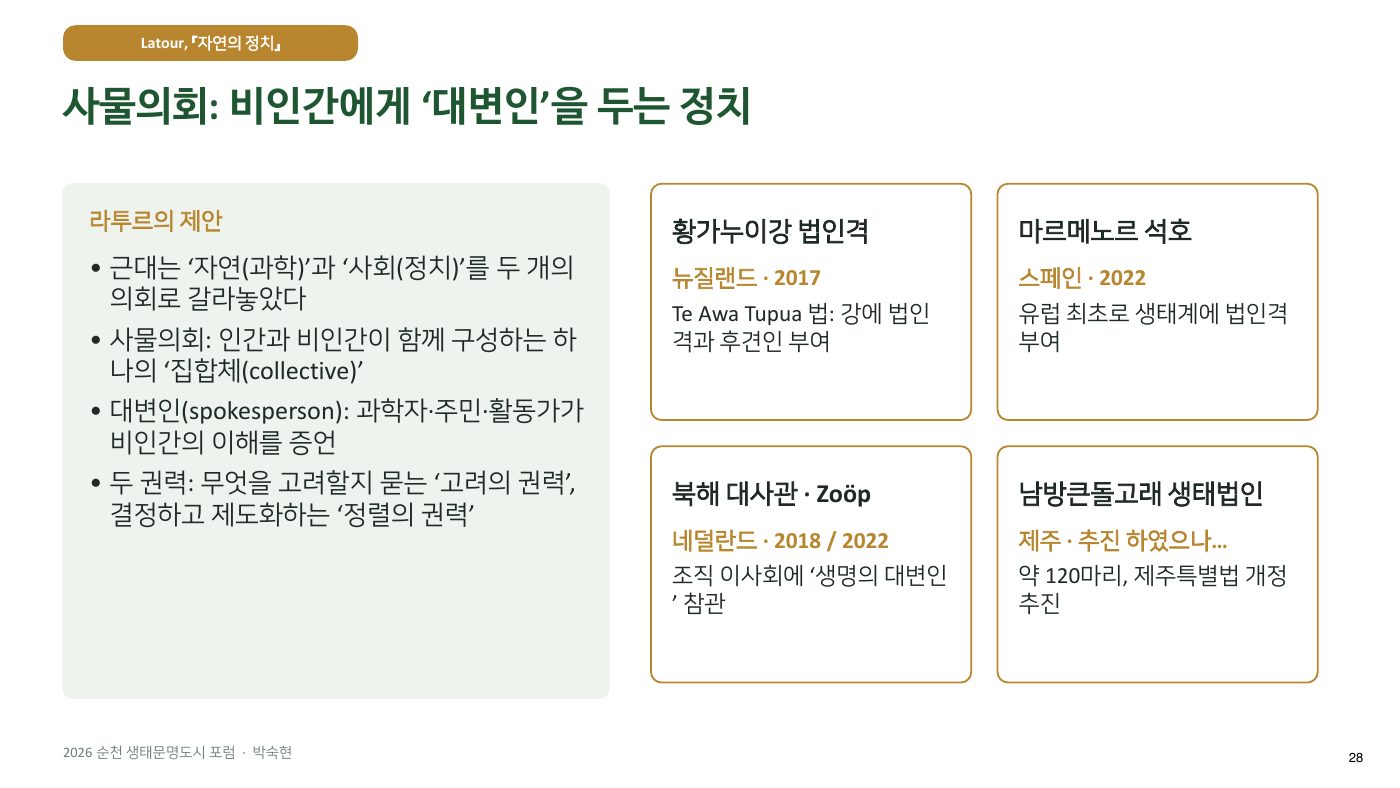 Latour, 『자연의 정치』
사물의회: 비인간에게 ‘대변인’을 두는 정치
라투르의 제안
• 근대는 ‘자연(과학)’과 ‘사회(정치)’를 두 개의
의회로 갈라놓았다
• 사물의회: 인간과 비인간이 함께 구성하는 하
나의 ‘집합체(collective)’
• 대변인(spokesperson): 과학자·주민·활동가가
비인간의 이해를 증언
• 두 권력: 무엇을 고려할지 묻는 ‘고려의 권력’,
결정하고 제도화하는 ‘정렬의 권력’
황가누이강 법인격
뉴질랜드 · 2017
Te Awa Tupua 법: 강에 법인
격과 후견인 부여
마르메노르 석호
스페인 · 2022
유럽 최초로 생태계에 법인격
부여
북해 대사관 · Zoöp
네덜란드 · 2018 / 2022
조직 이사회에 ‘생명의 대변인
’ 참관
남방큰돌고래 생태법인
제주 · 추진 하였으나...
약 120마리, 제주특별법 개정
추진
2026 순천 생태문명도시 포럼 · 박숙현
28